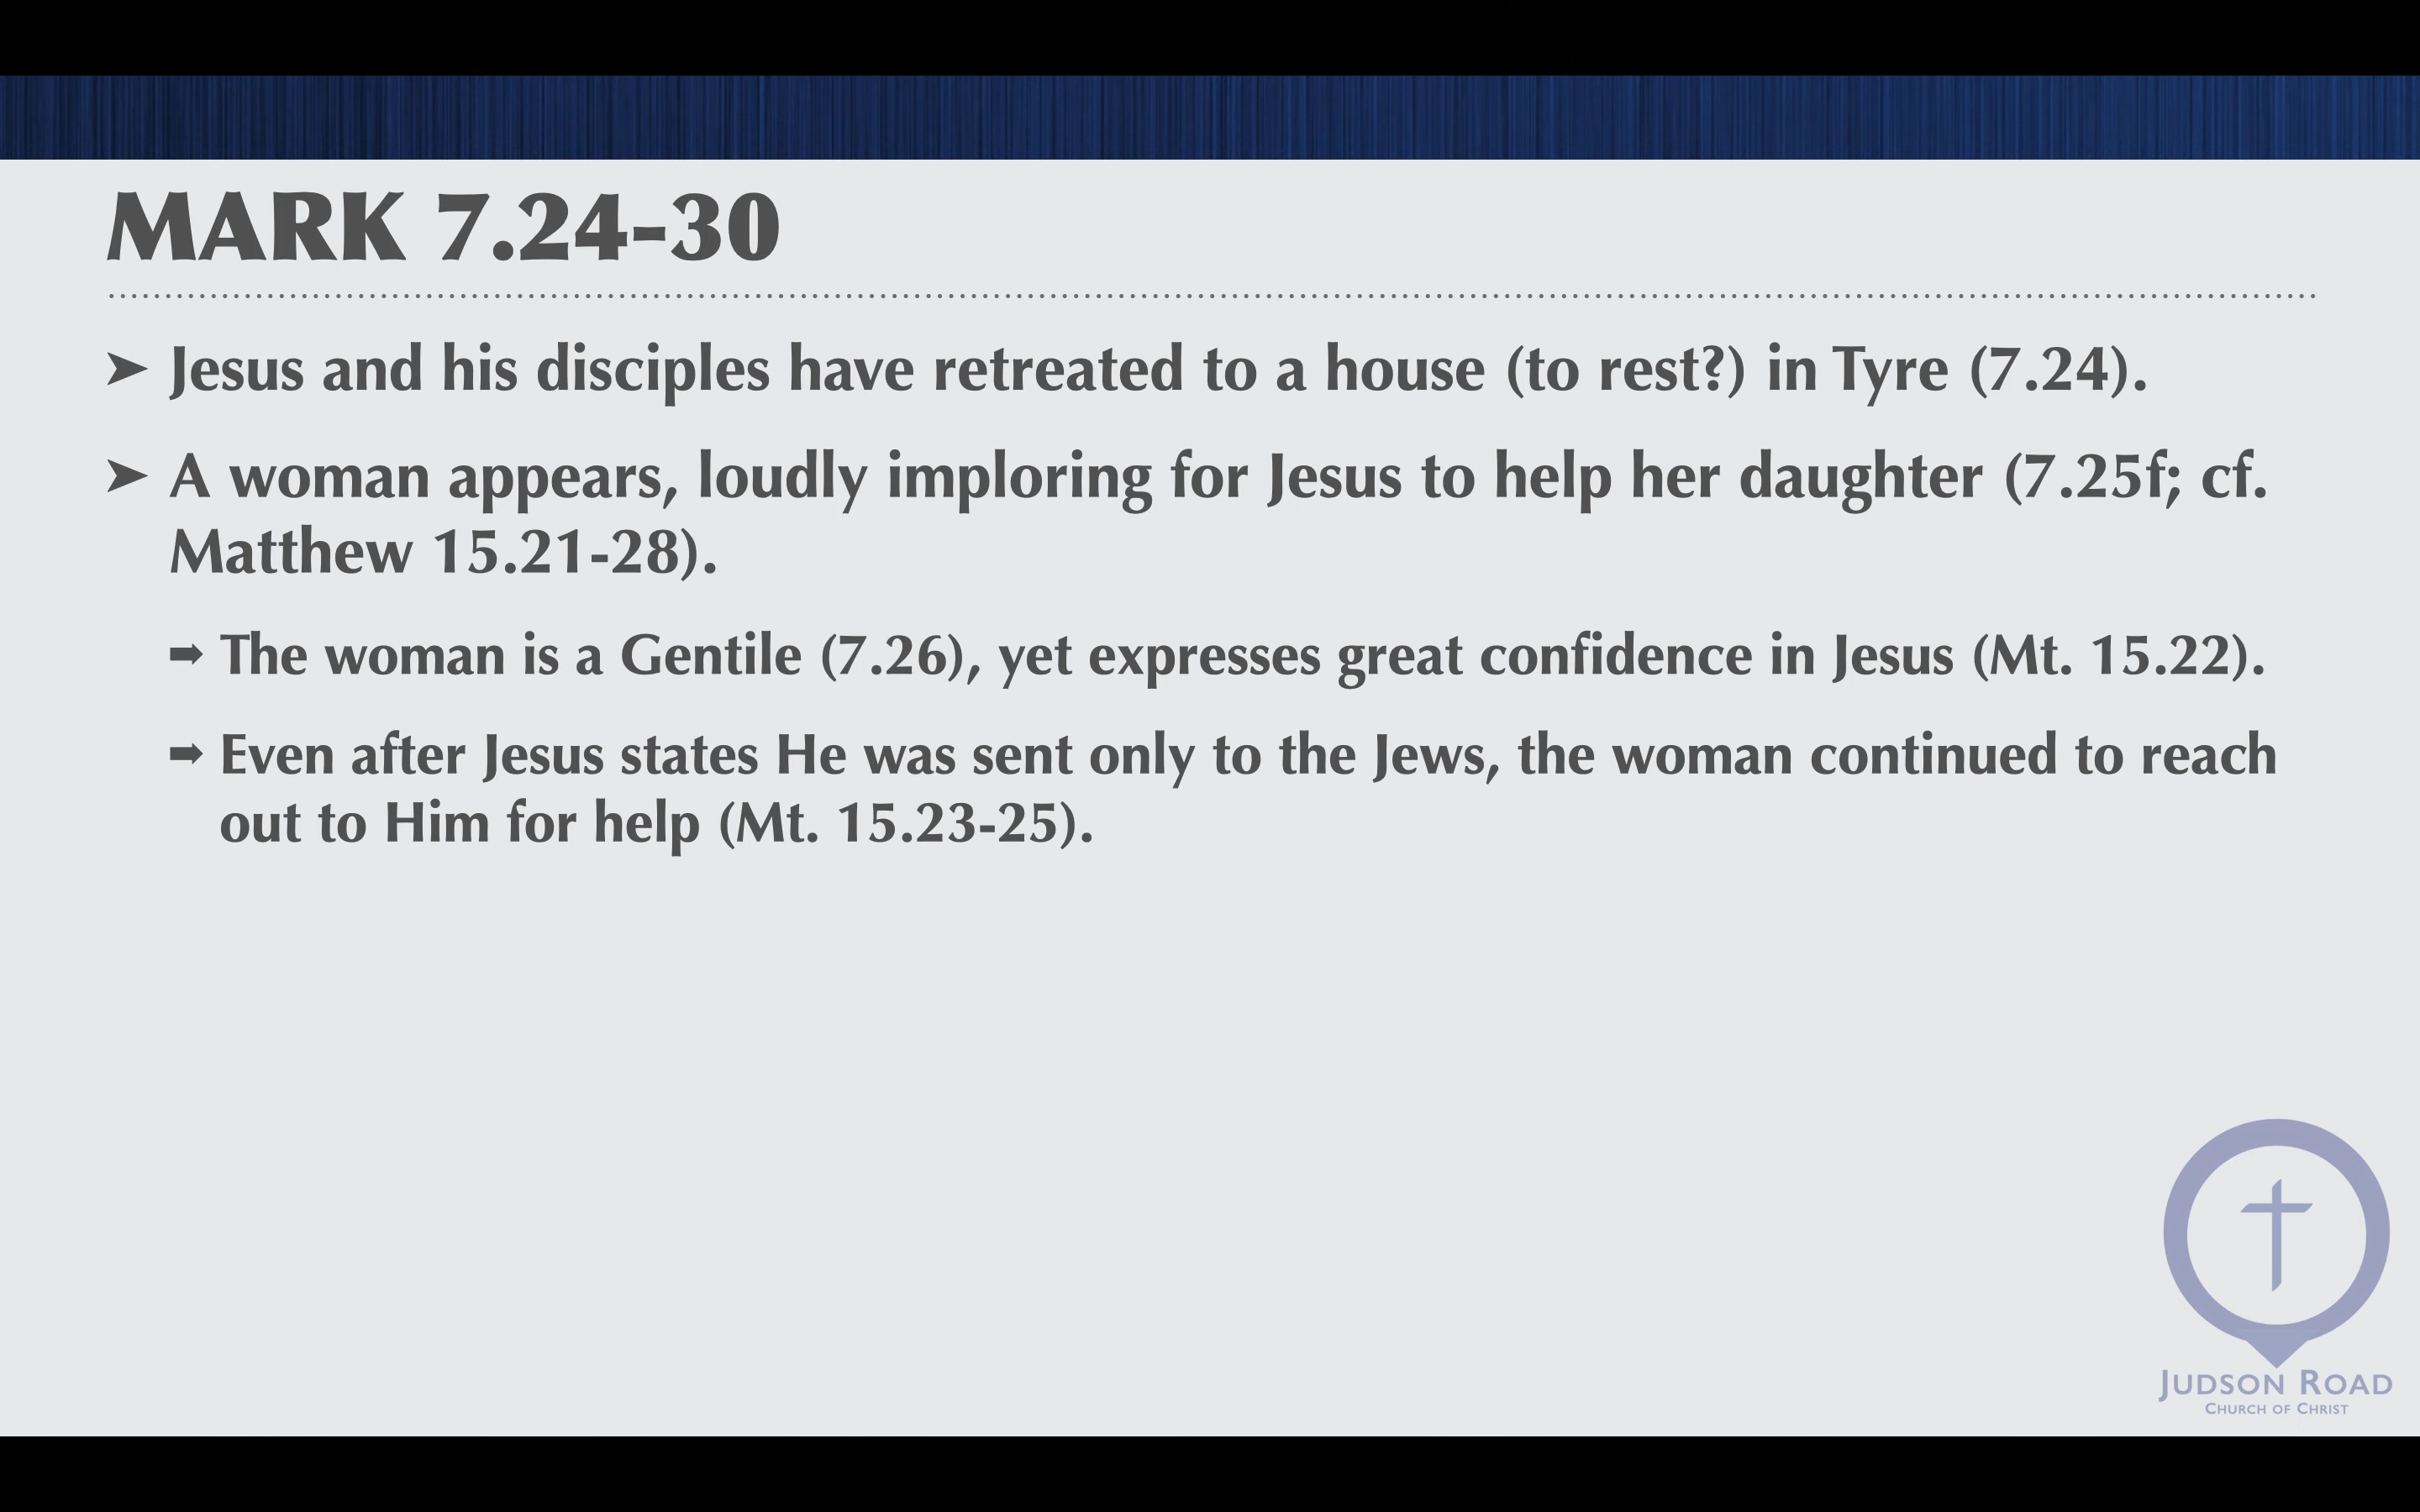 MARK 7.24-30
➤ Jesus and his disciples have retreated to a house (to rest?) in Tyre (7.24).
➤ A woman appears, loudly imploring for Jesus to help her daughter (7.25f; cf.
Matthew 15.21-28).
➡ The woman is a Gentile (7.26), yet expresses great confidence in Jesus (Mt. 15.22).
➡ Even after Jesus states He was sent only to the Jews, the woman continued to reach
out to Him for help (Mt. 15.23-25).
JUDSON ROAD
CHURCH OF CHRIST